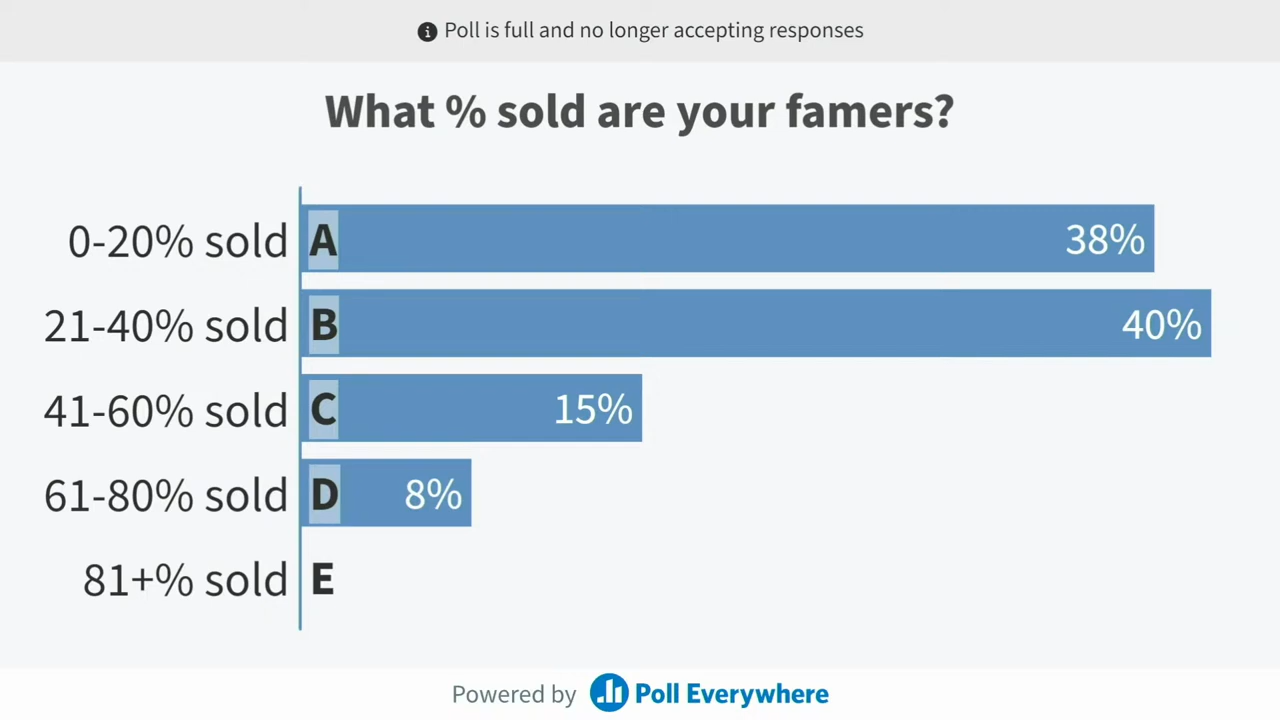 Poll is full and no longer accepting responses
What % sold are your famers?
0-20% sold A 38%
21-40% sold B 40%
41-60% sold C 15%
61-80% sold D 8%
81+% sold E
Powered by Poll Everywhere